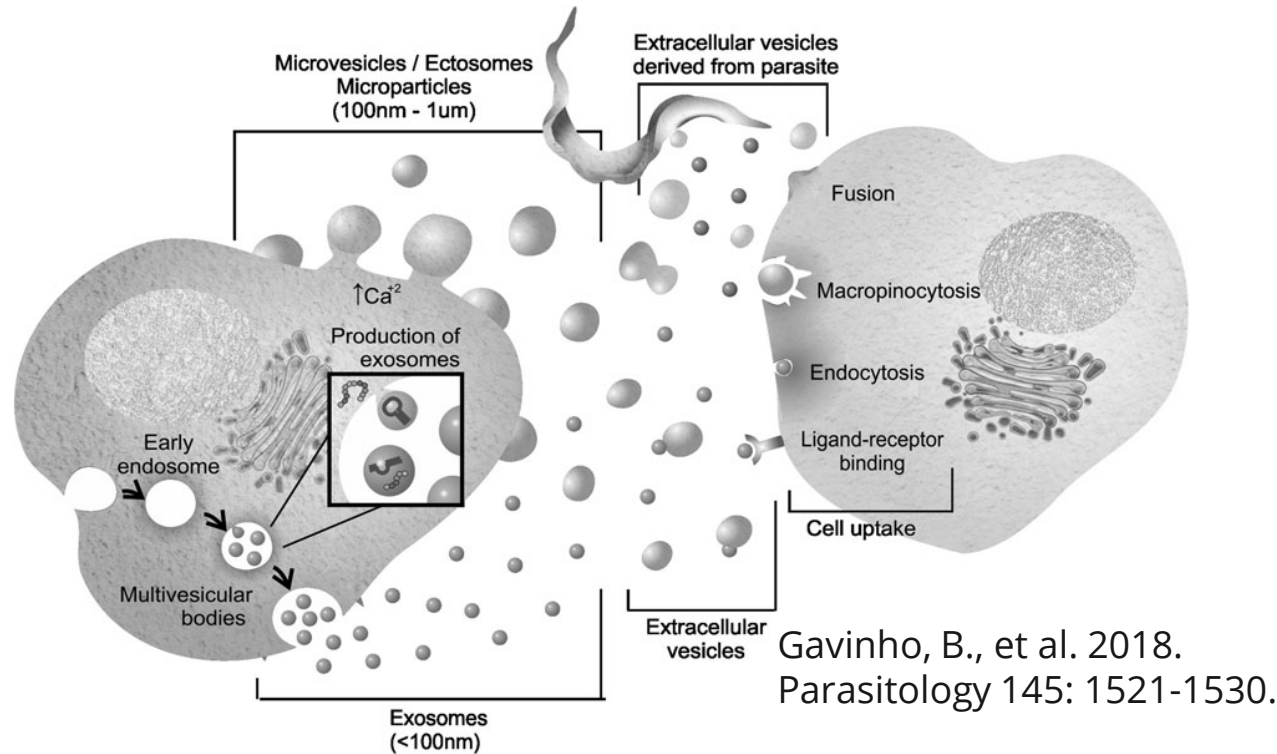 Microvesicles / Ectosomes
Microparticles
(100nm - 1um)
Extracellular vesicles
derived from parasite
Fusion
Macropinocytosis
↑Ca+2
Production of
exosomes
Endocytosis
Early
endosome
Ligand-receptor
binding
Cell uptake
Multivesicular
bodies
Extracellular
vesicles
Exosomes
(<100nm)
Gavinho, B., et al. 2018.
Parasitology 145: 1521-1530.